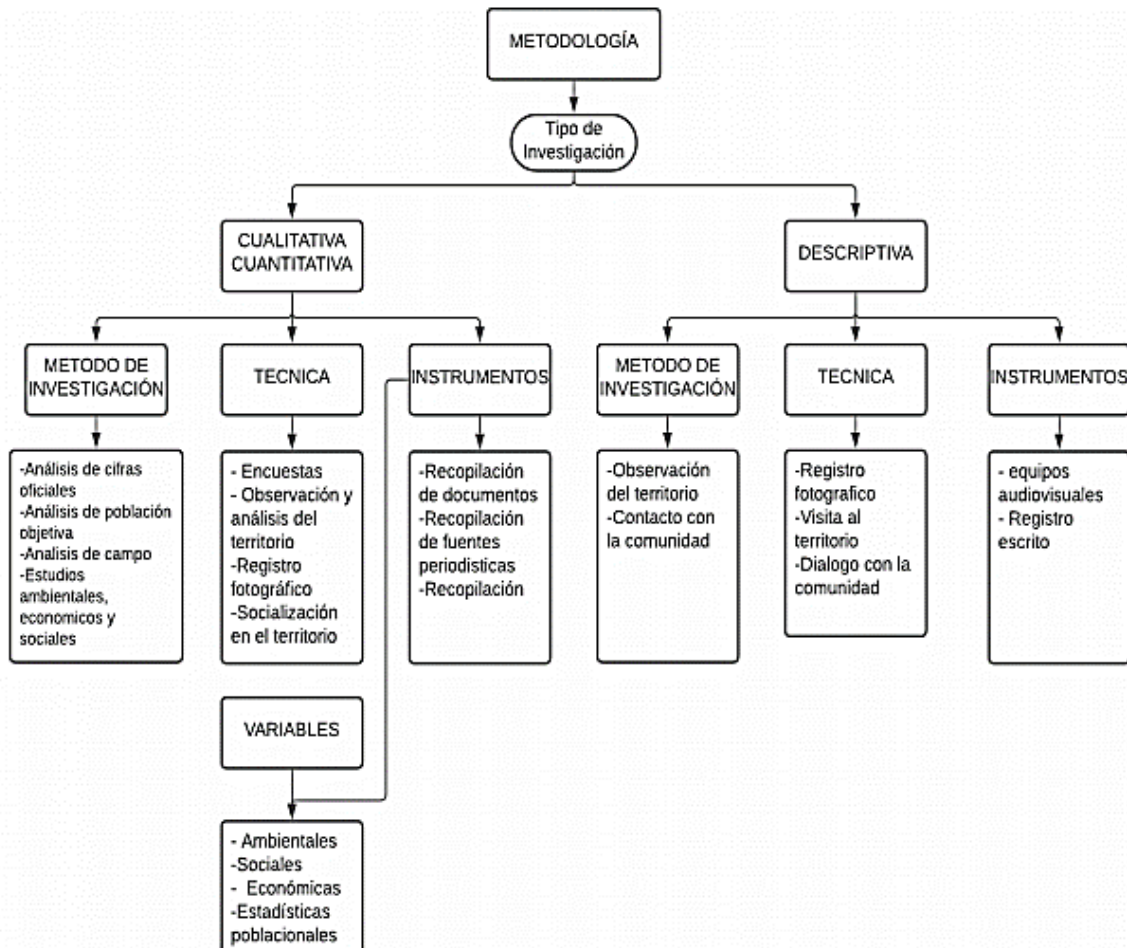 METODOLOGÍA
Tipo de
Investigación
CUALITATIVA
CUANTITATIVA
DESCRIPTIVA
METODO DE
INVESTIGACIÓN
TECNICA
INSTRUMENTOS
METODO DE
INVESTIGACIÓN
TECNICA
INSTRUMENTOS
-Análisis de cifras
oficiales
-Análisis de población
objetiva
-Analisis de campo
-Estudios
ambientales,
economicos y
sociales
- Encuestas
- Observación y
análisis del
territorio
-Registro
fotográfico
-Socialización
en el territorio
-Recopilación
de documentos
-Recopilación
de fuentes
periodisticas
-Recopilación
-Observación
del territorio
-Contacto con
la comunidad
-Registro
fotografico
-Visita al
territorio
-Dialogo con la
comunidad
- equipos
audiovisuales
- Registro
escrito
VARIABLES
- Ambientales
-Sociales
- Económicas
-Estadísticas
poblacionales